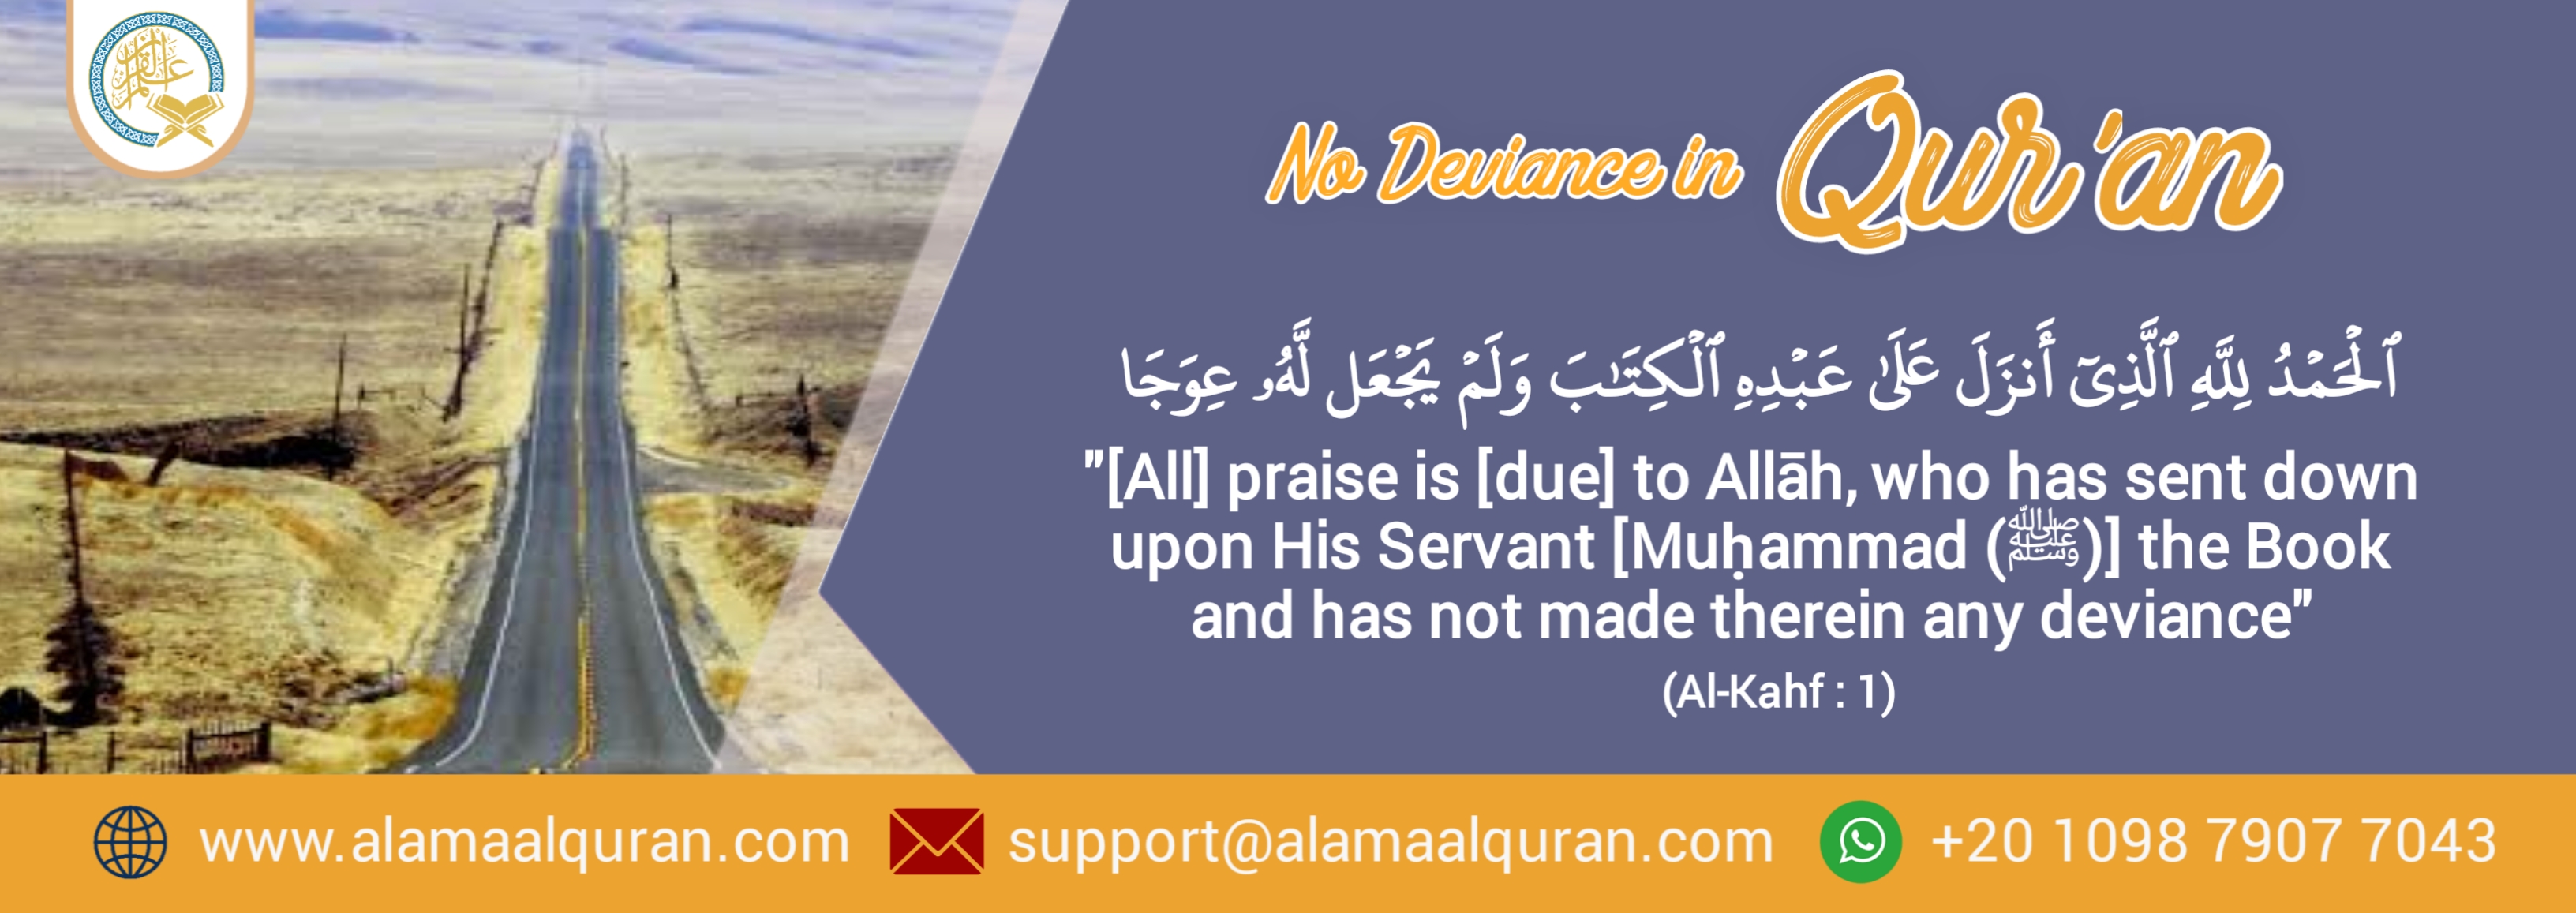 علم القرآن
No Deviance in Qur'an
ٱلْحَمْدُ لِلَّهِ ٱلَّذِىٓ أَنزَلَ عَلَىٰ عَبْدِهِ ٱلْكِتَـٰبَ وَلَمْ يَجْعَل لَّهُۥ عِوَجَا
"[All] praise is [due] to Allāh, who has sent down
upon His Servant [Muḥammad (ﷺ)] the Book
and has not made therein any deviance"
(Al-Kahf : 1)
www.alamaalquran.com support@alamaalquran.com +20 1098 7907 7043